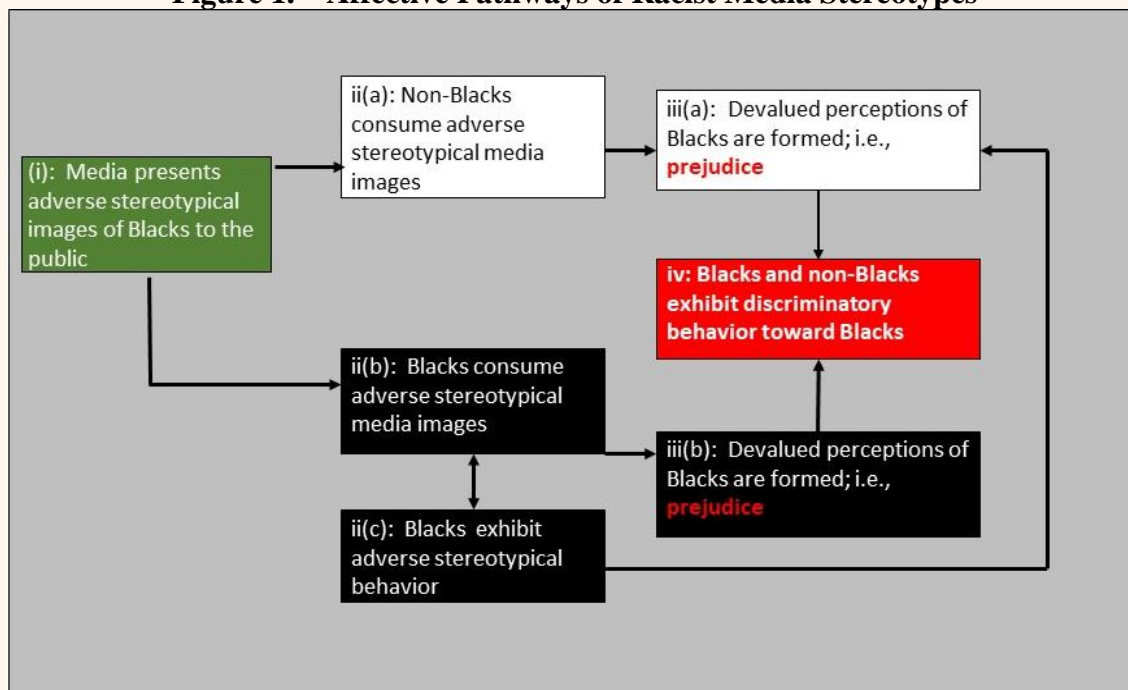 Figure 1. Affective Pathways of Racist Media Stereotypes
(i): Media presents
adverse stereotypical
images of Blacks to the
public
ii(a): Non-Blacks
consume adverse
stereotypical media
images
iii(a): Devalued perceptions of
Blacks are formed; i.e.,
prejudice
iv: Blacks and non-Blacks
exhibit discriminatory
behavior toward Blacks
ii(b): Blacks consume
adverse stereotypical
media images
iii(b): Devalued perceptions of
Blacks are formed; i.e.,
prejudice
ii(c): Blacks exhibit
adverse stereotypical
behavior